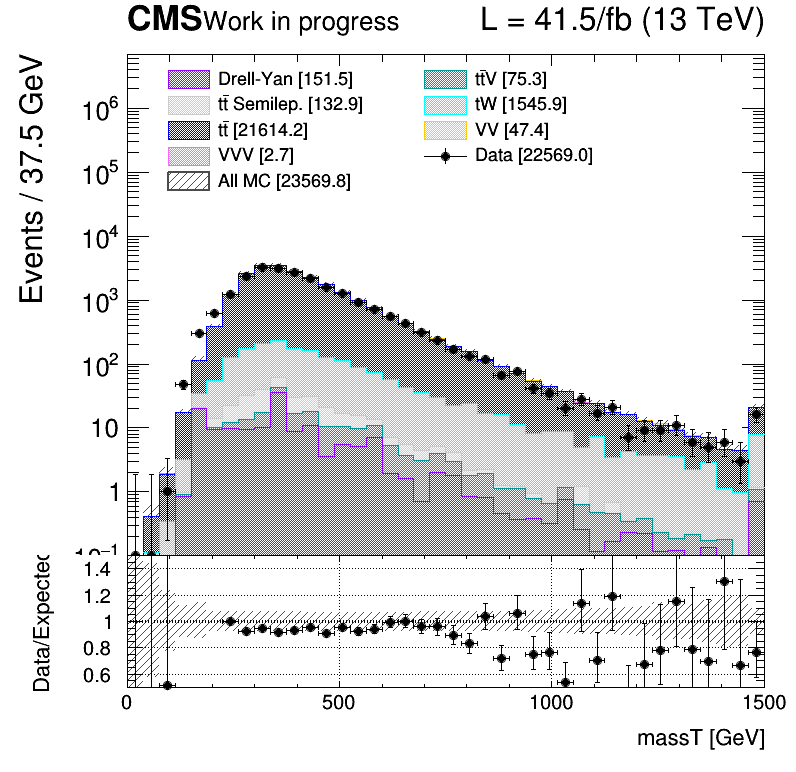 CMS Work in progress L = 41.5/fb (13 TeV)
Events / 37.5 GeV
Drell-Yan [151.5]
tt̄ Semilep. [132.9]
tt̄ [21614.2]
VVV [2.7]
All MC [23569.8]
tt̄V [75.3]
tW [1545.9]
VV [47.4]
Data [22569.0]
10⁶
10⁵
10⁴
10³
10²
10
1
10⁻¹
Data/Expected
1.4
1.2
1
0.8
0.6
0 500 1000 1500
massT [GeV]